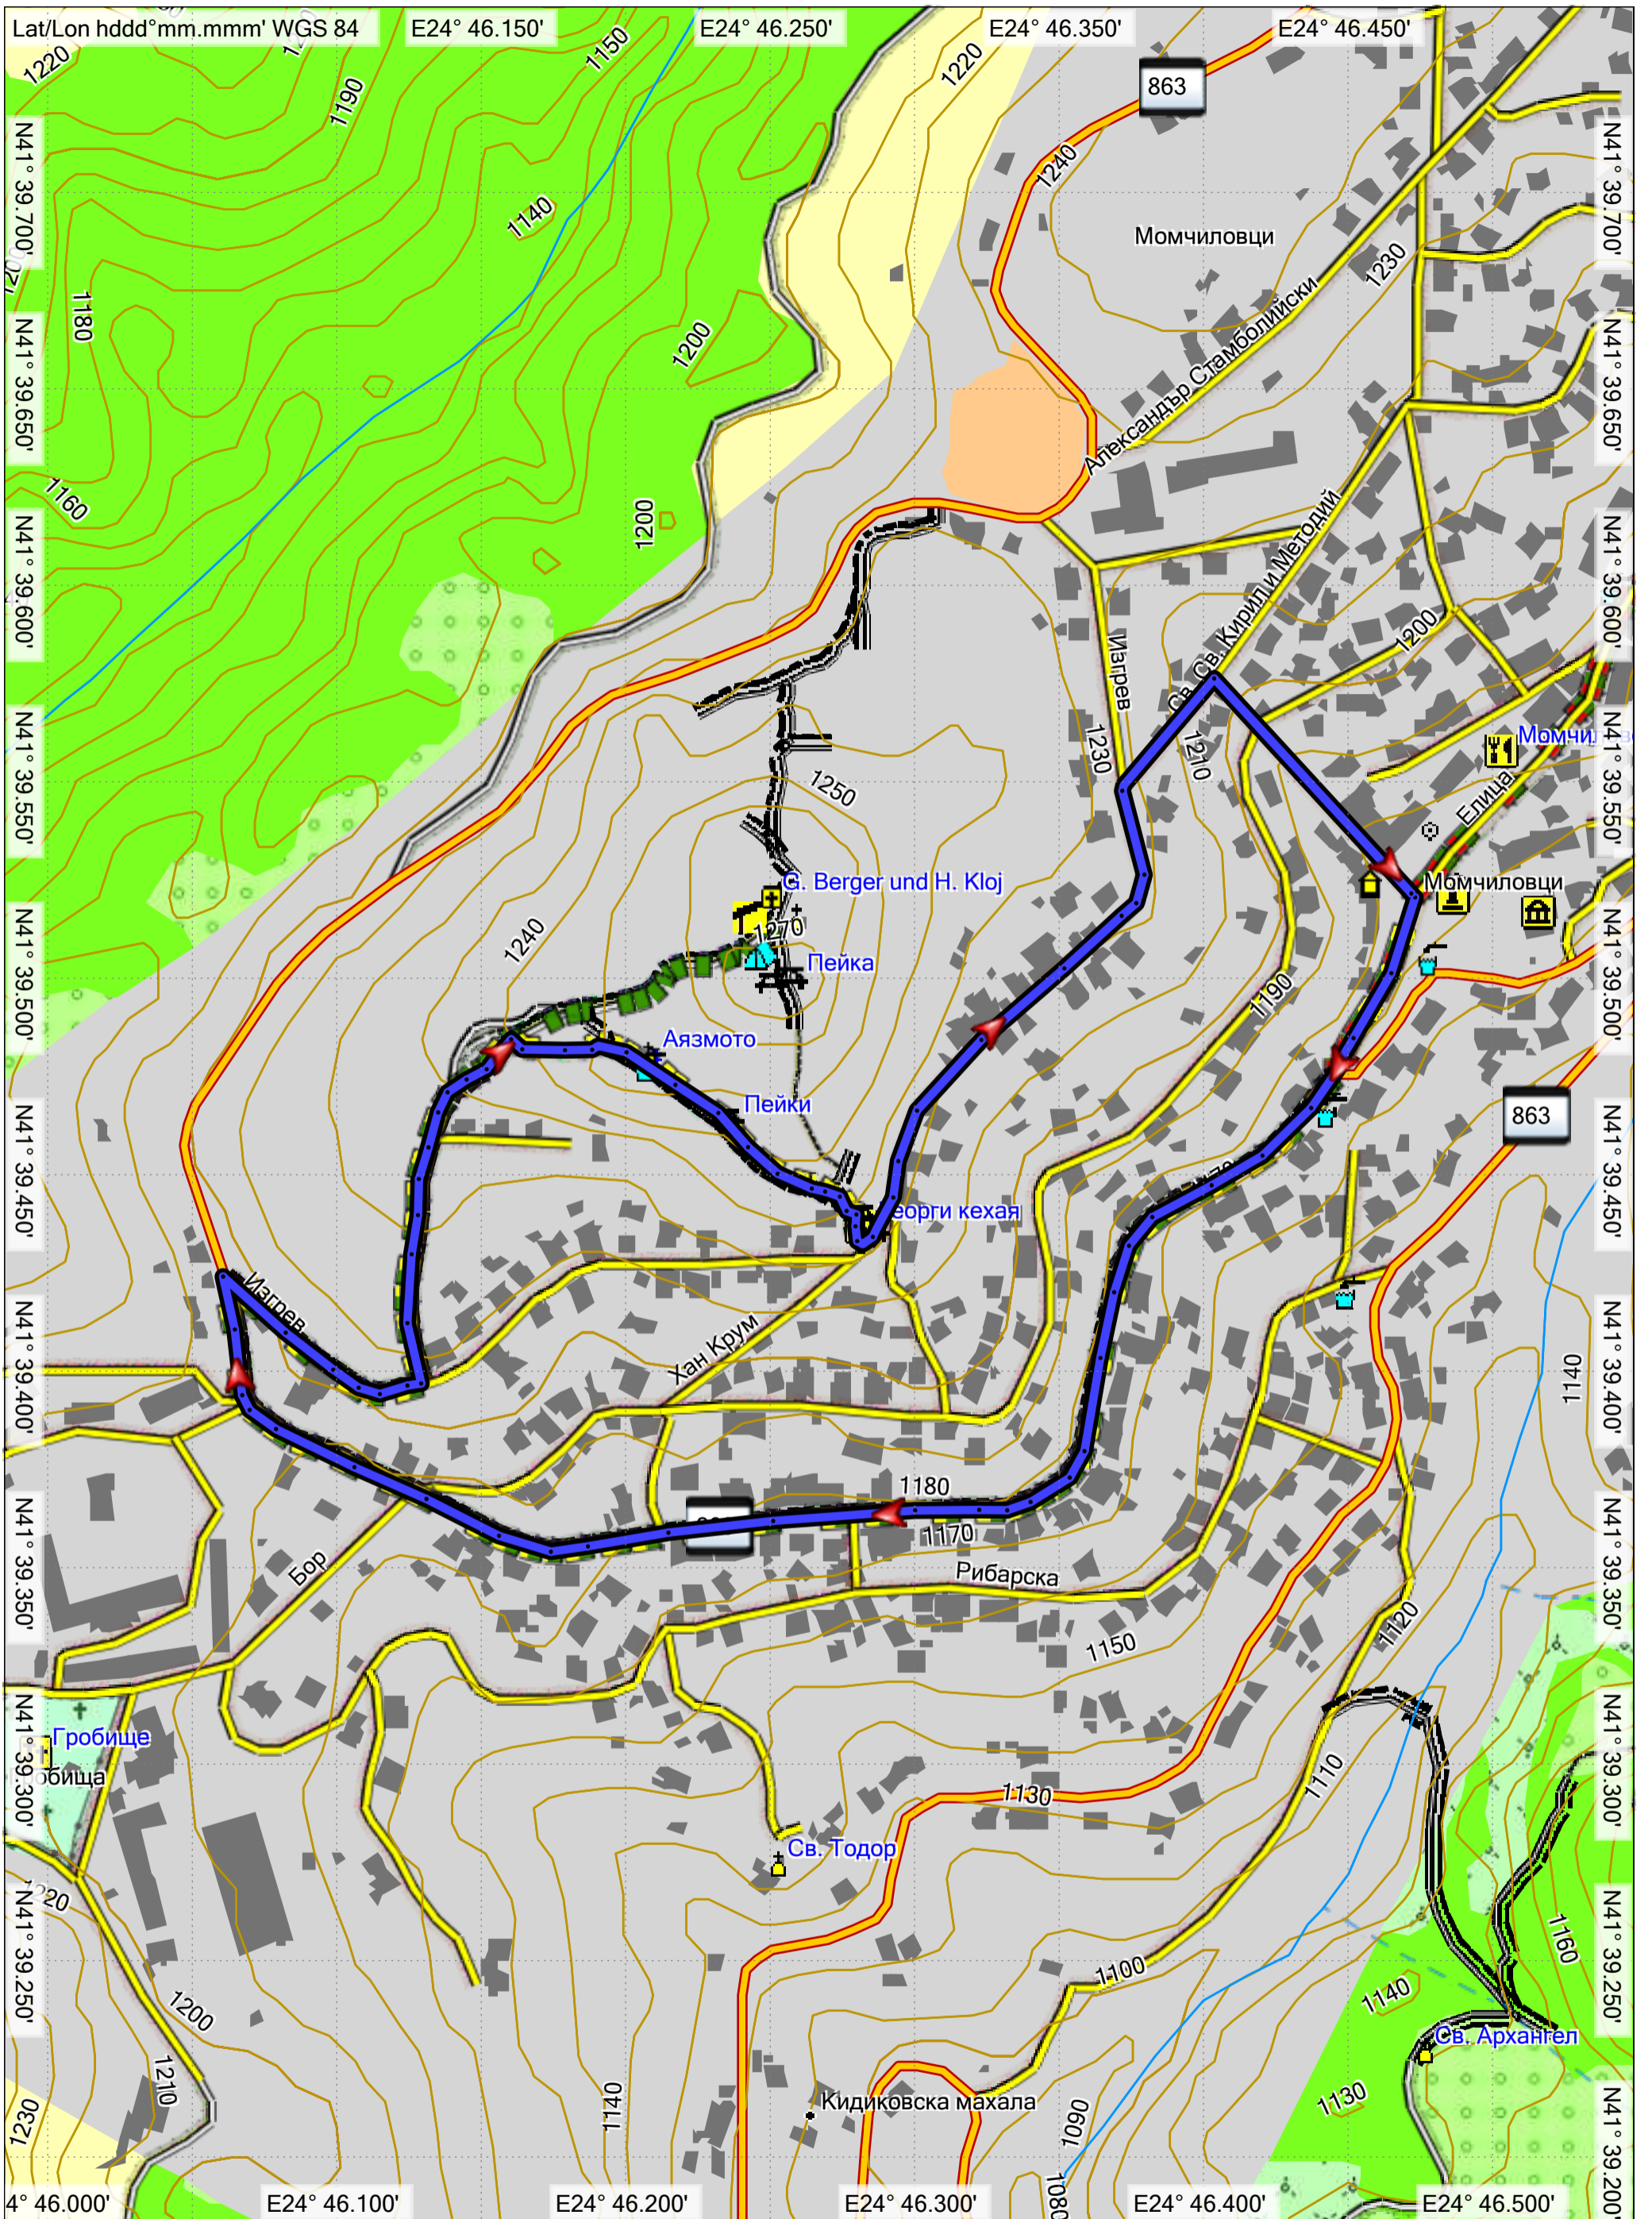 Lat/Lon hddd°mm.mmm' WGS 84
E24° 46.150'
E24° 46.250'
E24° 46.350'
E24° 46.450'
1220
1190
1150
1220
863
1240
N41° 39.700'
N41° 39.700'
1140
Момчиловци
1230
1180
1200
Александър Стамболийски
N41° 39.650'
N41° 39.650'
1160
1200
Св. Св. Кирил и Методий
N41° 39.600'
N41° 39.600'
1200
Изгрев
1230
1210
N41° 39.550'
N41° 39.550'
1250
Елица
G. Berger und H. Kloj
Момчиловци
1270
1240
Пейка
N41° 39.500'
N41° 39.500'
1190
Аязмото
Пейки
863
N41° 39.450'
N41° 39.450'
еорги кехая
Изгрев
Хан Крум
N41° 39.400'
N41° 39.400'
1140
1180
1170
N41° 39.350'
N41° 39.350'
Бор
Рибарска
1150
1120
Гробище
N41° 39.300'
N41° 39.300'
1110
1130
Св. Тодор
N41° 39.250'
N41° 39.250'
1160
1100
1140
1200
Св. Архангел
1210
1230
1140
Кидиковска махала
1090
1130
N41° 39.200'
1080
4° 46.000'
E24° 46.100'
E24° 46.200'
E24° 46.300'
E24° 46.400'
E24° 46.500'